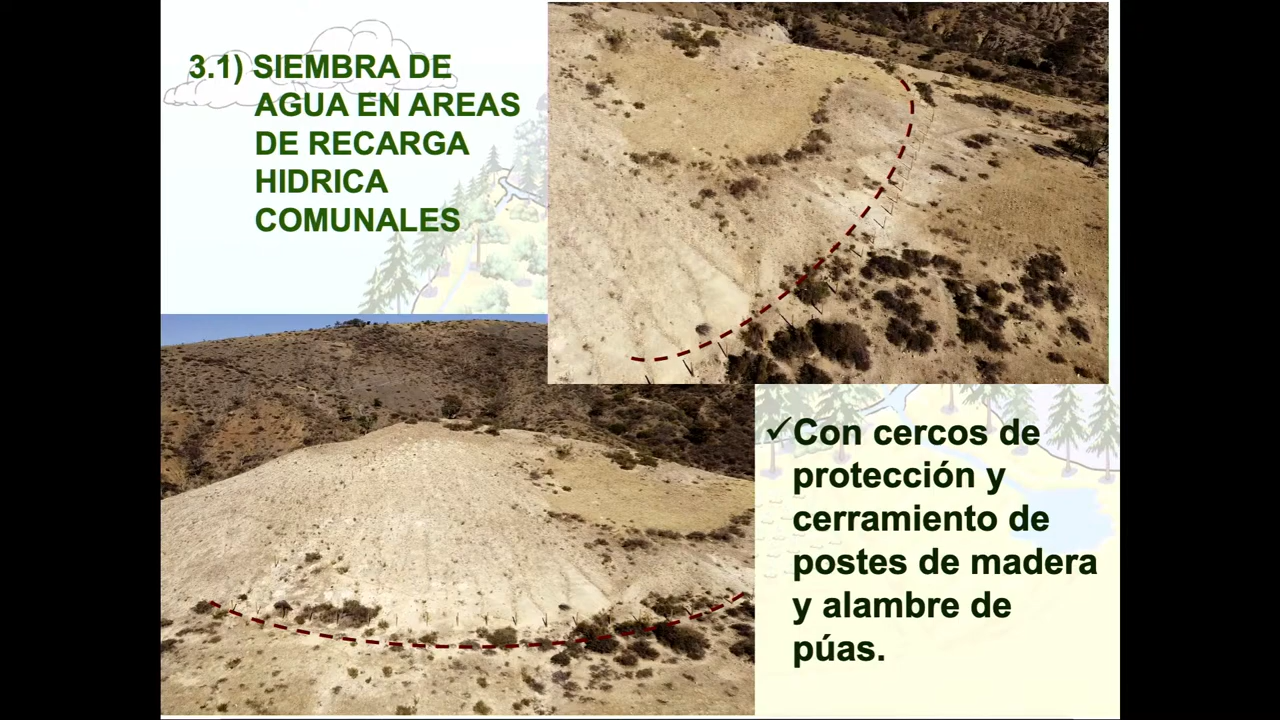 3.1) SIEMBRA DE
AGUA EN AREAS
DE RECARGA
HIDRICA
COMUNALES
✓Con cercos de
protección y
cerramiento de
postes de madera
y alambre de
púas.